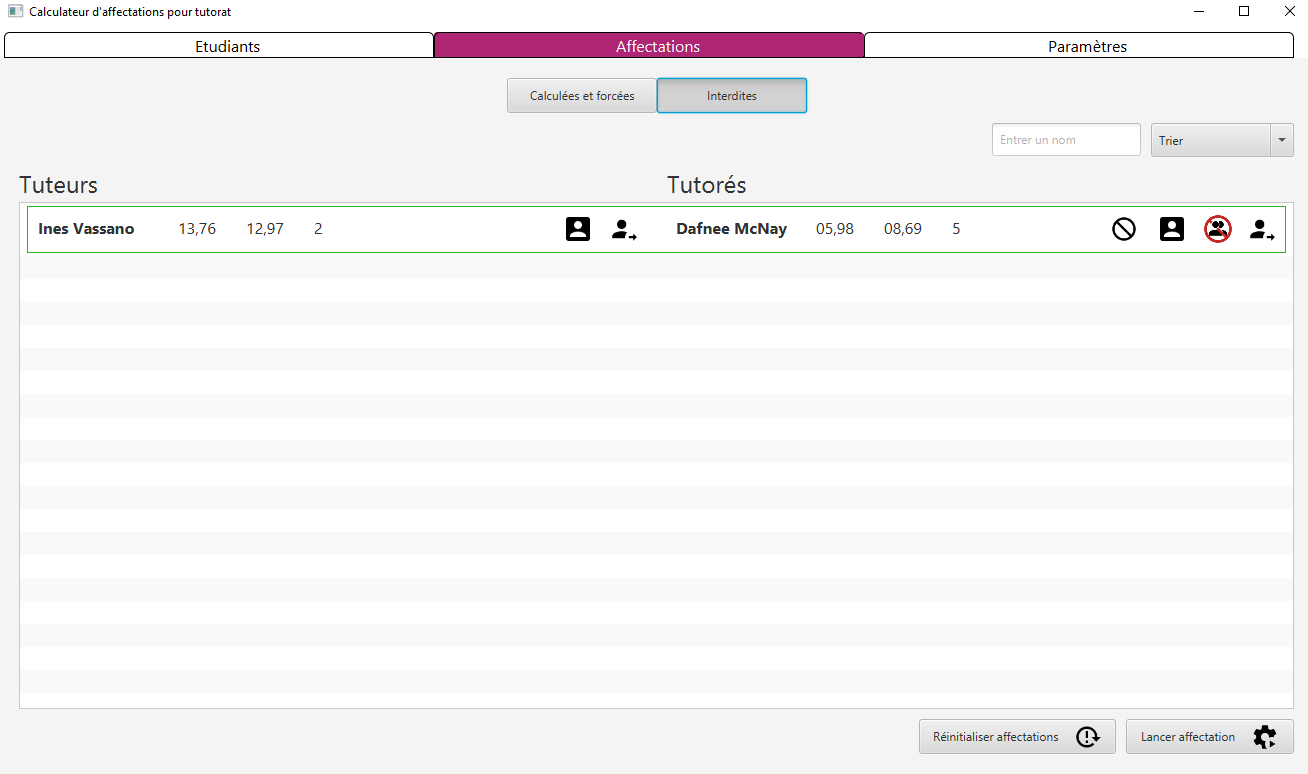 Calculateur d'affectations pour tutorat
Etudiants Affectations Paramètres
Calculées et forcées Interdites
Entrer un nom Trier
Tuteurs Tutorés
Ines Vassano 13,76 12,97 2 Dafnee McNay 05,98 08,69 5
Réinitialiser affectations Lancer affectation